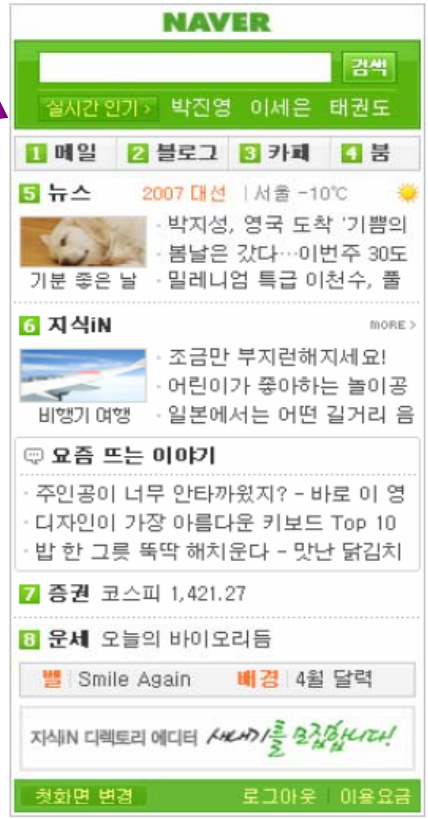 NAVER
검색
실시간 인기 > 박진영 이세은 태권도
1 메일 2 블로그 3 카페 4 붐
5 뉴스 2007 대선 | 서울 -10℃
· 박지성, 영국 도착 '기쁨의
· 봄날은 갔다…이번주 30도
기분 좋은 날 · 밀레니엄 특급 이천수, 풀
6 지식iN MORE >
· 조금만 부지런해지세요!
· 어린이가 좋아하는 놀이공
비행기 여행 · 일본에서는 어떤 길거리 음
요즘 뜨는 이야기
· 주인공이 너무 안타까웠지? - 바로 이 영
· 디자인이 가장 아름다운 키보드 Top 10
· 밥 한 그릇 뚝딱 해치운다 - 맛난 닭김치
7 증권 코스피 1,421.27
8 운세 오늘의 바이오리듬
벨 | Smile Again 배경 | 4월 달력
지식iN 디렉토리 에디터 새내기를 모집합니다!
첫화면 변경 로그아웃 | 이용요금